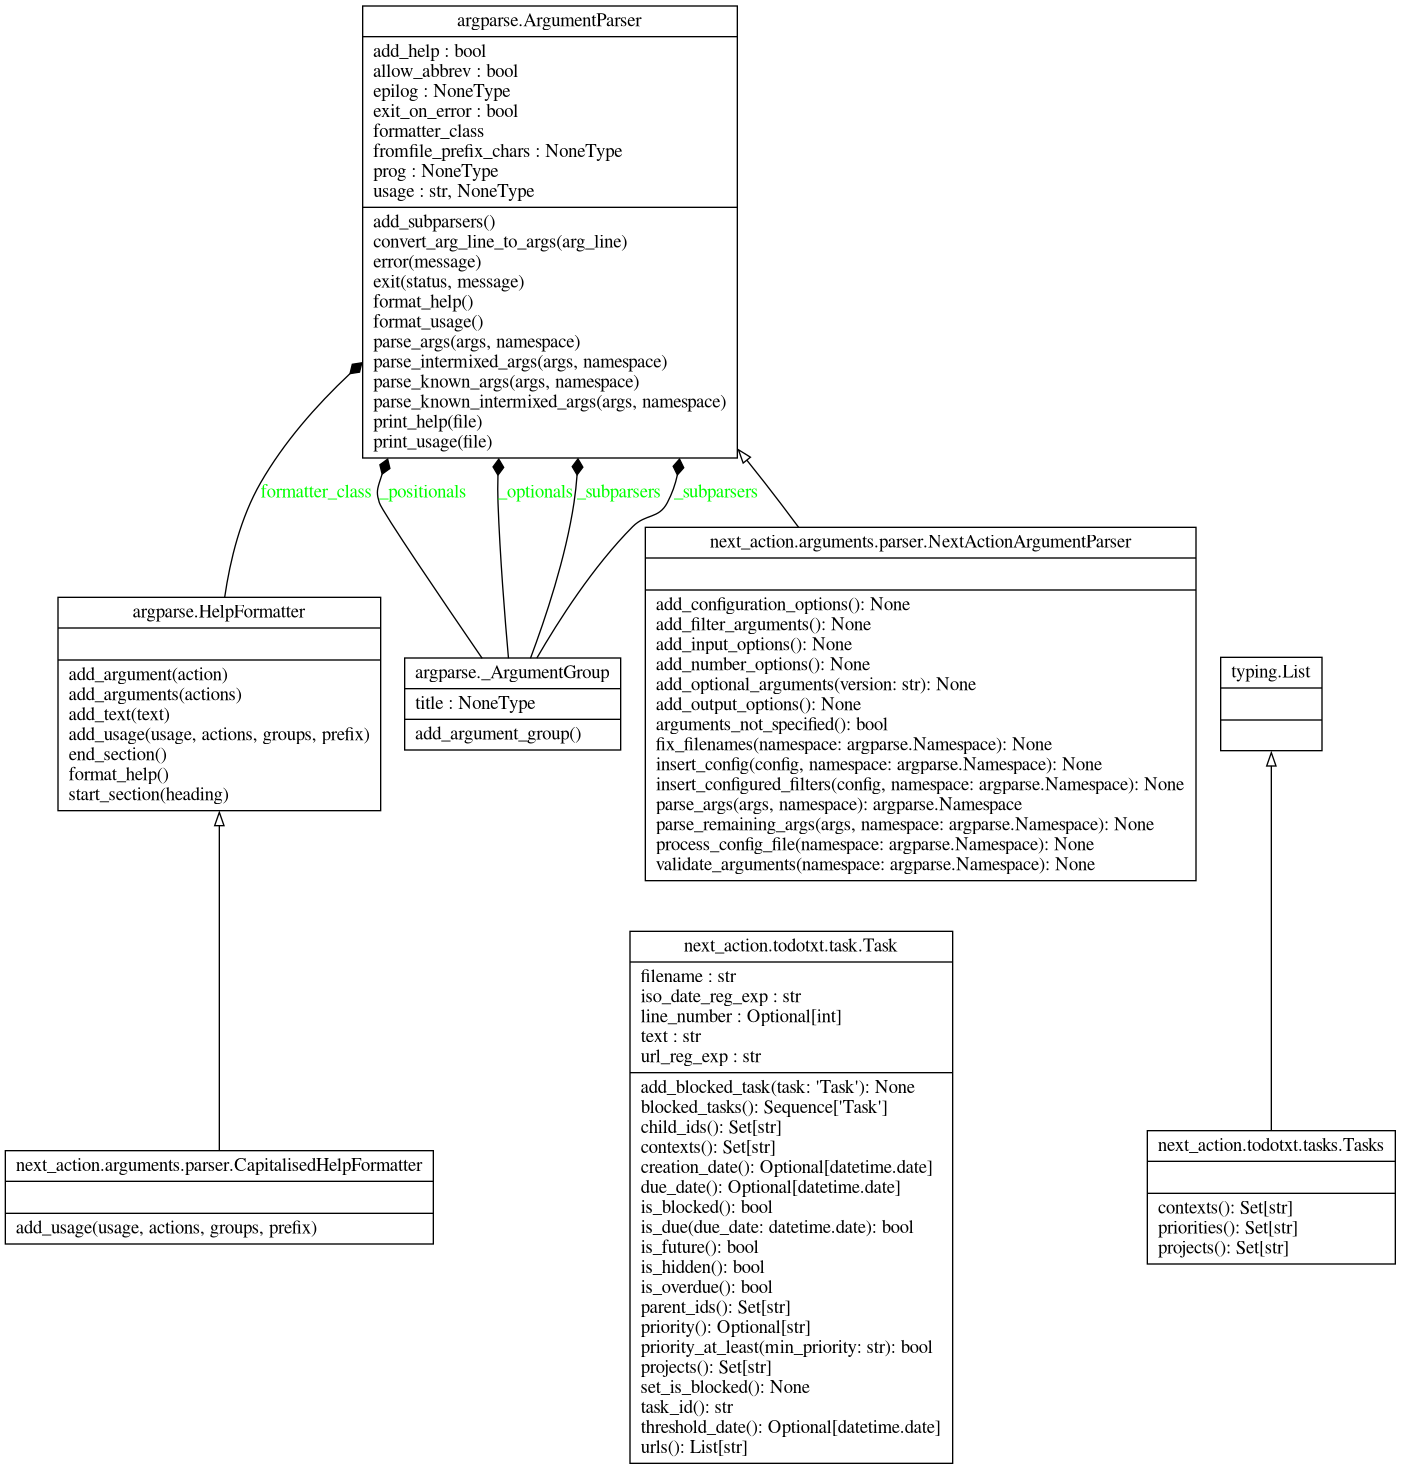 argparse.ArgumentParser
add_help : bool
allow_abbrev : bool
epilog : NoneType
exit_on_error : bool
formatter_class
fromfile_prefix_chars : NoneType
prog : NoneType
usage : str, NoneType
add_subparsers()
convert_arg_line_to_args(arg_line)
error(message)
exit(status, message)
format_help()
format_usage()
parse_args(args, namespace)
parse_intermixed_args(args, namespace)
parse_known_args(args, namespace)
parse_known_intermixed_args(args, namespace)
print_help(file)
print_usage(file)
formatter_class
_positionals
_optionals
_subparsers
_subparsers
next_action.arguments.parser.NextActionArgumentParser
add_configuration_options(): None
add_filter_arguments(): None
add_input_options(): None
add_number_options(): None
add_optional_arguments(version: str): None
add_output_options(): None
arguments_not_specified(): bool
fix_filenames(namespace: argparse.Namespace): None
insert_config(config, namespace: argparse.Namespace): None
insert_configured_filters(config, namespace: argparse.Namespace): None
parse_args(args, namespace): argparse.Namespace
parse_remaining_args(args, namespace: argparse.Namespace): None
process_config_file(namespace: argparse.Namespace): None
validate_arguments(namespace: argparse.Namespace): None
argparse.HelpFormatter
add_argument(action)
add_arguments(actions)
add_text(text)
add_usage(usage, actions, groups, prefix)
end_section()
format_help()
start_section(heading)
argparse._ArgumentGroup
title : NoneType
add_argument_group()
typing.List
next_action.todotxt.task.Task
filename : str
iso_date_reg_exp : str
line_number : Optional[int]
text : str
url_reg_exp : str
add_blocked_task(task: 'Task'): None
blocked_tasks(): Sequence['Task']
child_ids(): Set[str]
contexts(): Set[str]
creation_date(): Optional[datetime.date]
due_date(): Optional[datetime.date]
is_blocked(): bool
is_due(due_date: datetime.date): bool
is_future(): bool
is_hidden(): bool
is_overdue(): bool
parent_ids(): Set[str]
priority(): Optional[str]
priority_at_least(min_priority: str): bool
projects(): Set[str]
set_is_blocked(): None
task_id(): str
threshold_date(): Optional[datetime.date]
urls(): List[str]
next_action.arguments.parser.CapitalisedHelpFormatter
add_usage(usage, actions, groups, prefix)
next_action.todotxt.tasks.Tasks
contexts(): Set[str]
priorities(): Set[str]
projects(): Set[str]